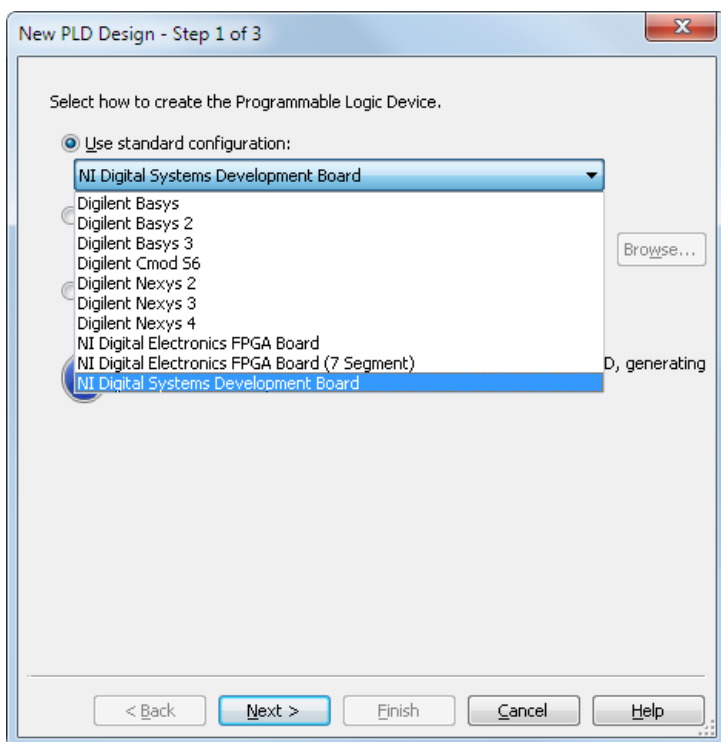 New PLD Design - Step 1 of 3
Select how to create the Programmable Logic Device.
Use standard configuration:
NI Digital Systems Development Board
Digilent Basys
Digilent Basys 2
Digilent Basys 3
Digilent Cmod S6
Digilent Nexys 2
Digilent Nexys 3
Digilent Nexys 4
NI Digital Electronics FPGA Board
NI Digital Electronics FPGA Board (7 Segment)
NI Digital Systems Development Board
Browse...
D, generating
< Back Next > Finish Cancel Help